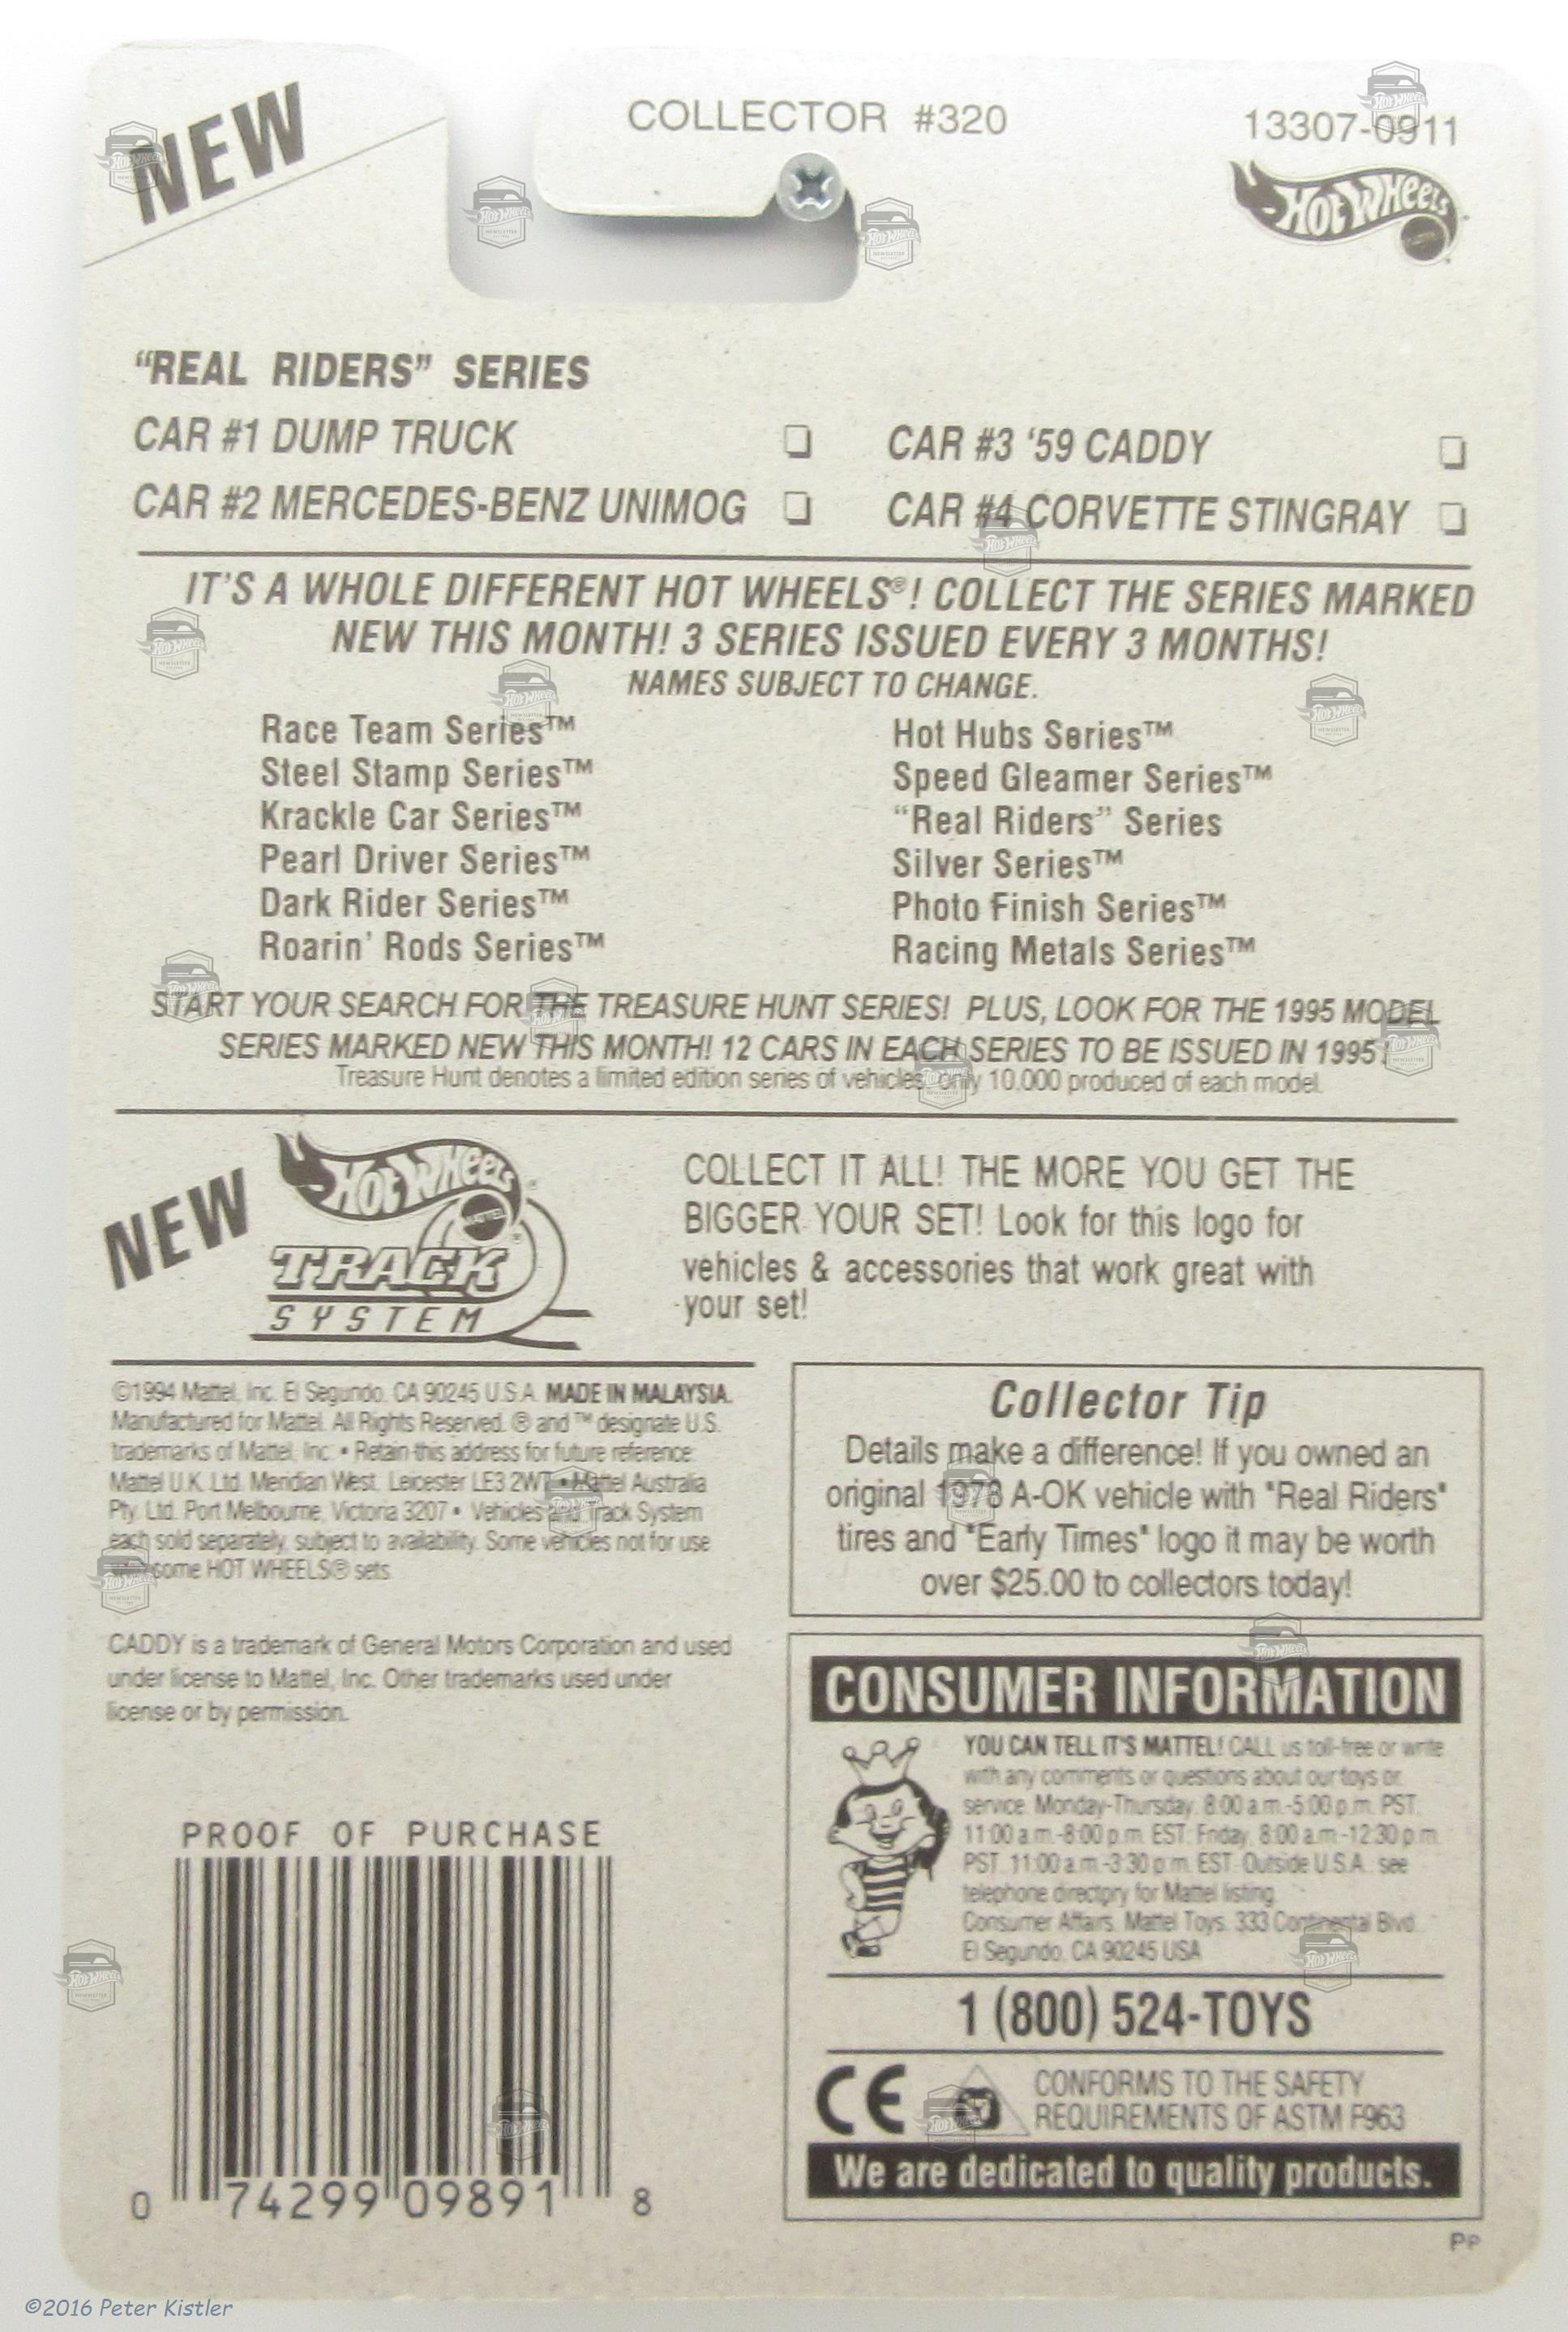 NEW
COLLECTOR #320
13307-0911
Hot Wheels
“REAL RIDERS” SERIES
CAR #1 DUMP TRUCK ❏ CAR #3 ‘59 CADDY ❏
CAR #2 MERCEDES-BENZ UNIMOG ❏ CAR #4 CORVETTE STINGRAY ❏
IT'S A WHOLE DIFFERENT HOT WHEELS®! COLLECT THE SERIES MARKED
NEW THIS MONTH! 3 SERIES ISSUED EVERY 3 MONTHS!
NAMES SUBJECT TO CHANGE.
Race Team Series™
Steel Stamp Series™
Krackle Car Series™
Pearl Driver Series™
Dark Rider Series™
Roarin' Rods Series™
Hot Hubs Series™
Speed Gleamer Series™
“Real Riders” Series
Silver Series™
Photo Finish Series™
Racing Metals Series™
START YOUR SEARCH FOR THE TREASURE HUNT SERIES! PLUS, LOOK FOR THE 1995 MODEL
SERIES MARKED NEW THIS MONTH! 12 CARS IN EACH SERIES TO BE ISSUED IN 1995!
Treasure Hunt denotes a limited edition series of vehicles, only 10,000 produced of each model.
NEW
Hot Wheels
MATTEL
TRACK
SYSTEM
COLLECT IT ALL! THE MORE YOU GET THE
BIGGER YOUR SET! Look for this logo for
vehicles & accessories that work great with
your set!
©1994 Mattel, Inc. El Segundo, CA 90245 U.S.A. MADE IN MALAYSIA.
Manufactured for Mattel. All Rights Reserved. ® and ™ designate U.S.
trademarks of Mattel, Inc. • Retain this address for future reference:
Mattel U.K. Ltd. Meridian West, Leicester LE3 2WT • Mattel Australia
Pty. Ltd. Port Melbourne, Victoria 3207 • Vehicles and Track System
each sold separately, subject to availability. Some vehicles not for use
some HOT WHEELS® sets.
CADDY is a trademark of General Motors Corporation and used
under license to Mattel, Inc. Other trademarks used under
license or by permission.
Collector Tip
Details make a difference! If you owned an
original 1978 A-OK vehicle with "Real Riders"
tires and "Early Times" logo it may be worth
over $25.00 to collectors today!
CONSUMER INFORMATION
YOU CAN TELL IT'S MATTEL! CALL us toll-free or write
with any comments or questions about our toys or
service. Monday-Thursday, 8:00 a.m.-5:00 p.m. PST,
11:00 a.m.-8:00 p.m. EST. Friday, 8:00 a.m.-12:30 p.m.
PST, 11:00 a.m.-3:30 p.m. EST. Outside U.S.A., see
telephone directory for Mattel listing.
Consumer Affairs, Mattel Toys, 333 Continental Blvd.
El Segundo, CA 90245 USA
1 (800) 524-TOYS
CE
CONFORMS TO THE SAFETY
REQUIREMENTS OF ASTM F963
We are dedicated to quality products.
PROOF OF PURCHASE
0 74299 09891 8
PP
©2016 Peter Kistler